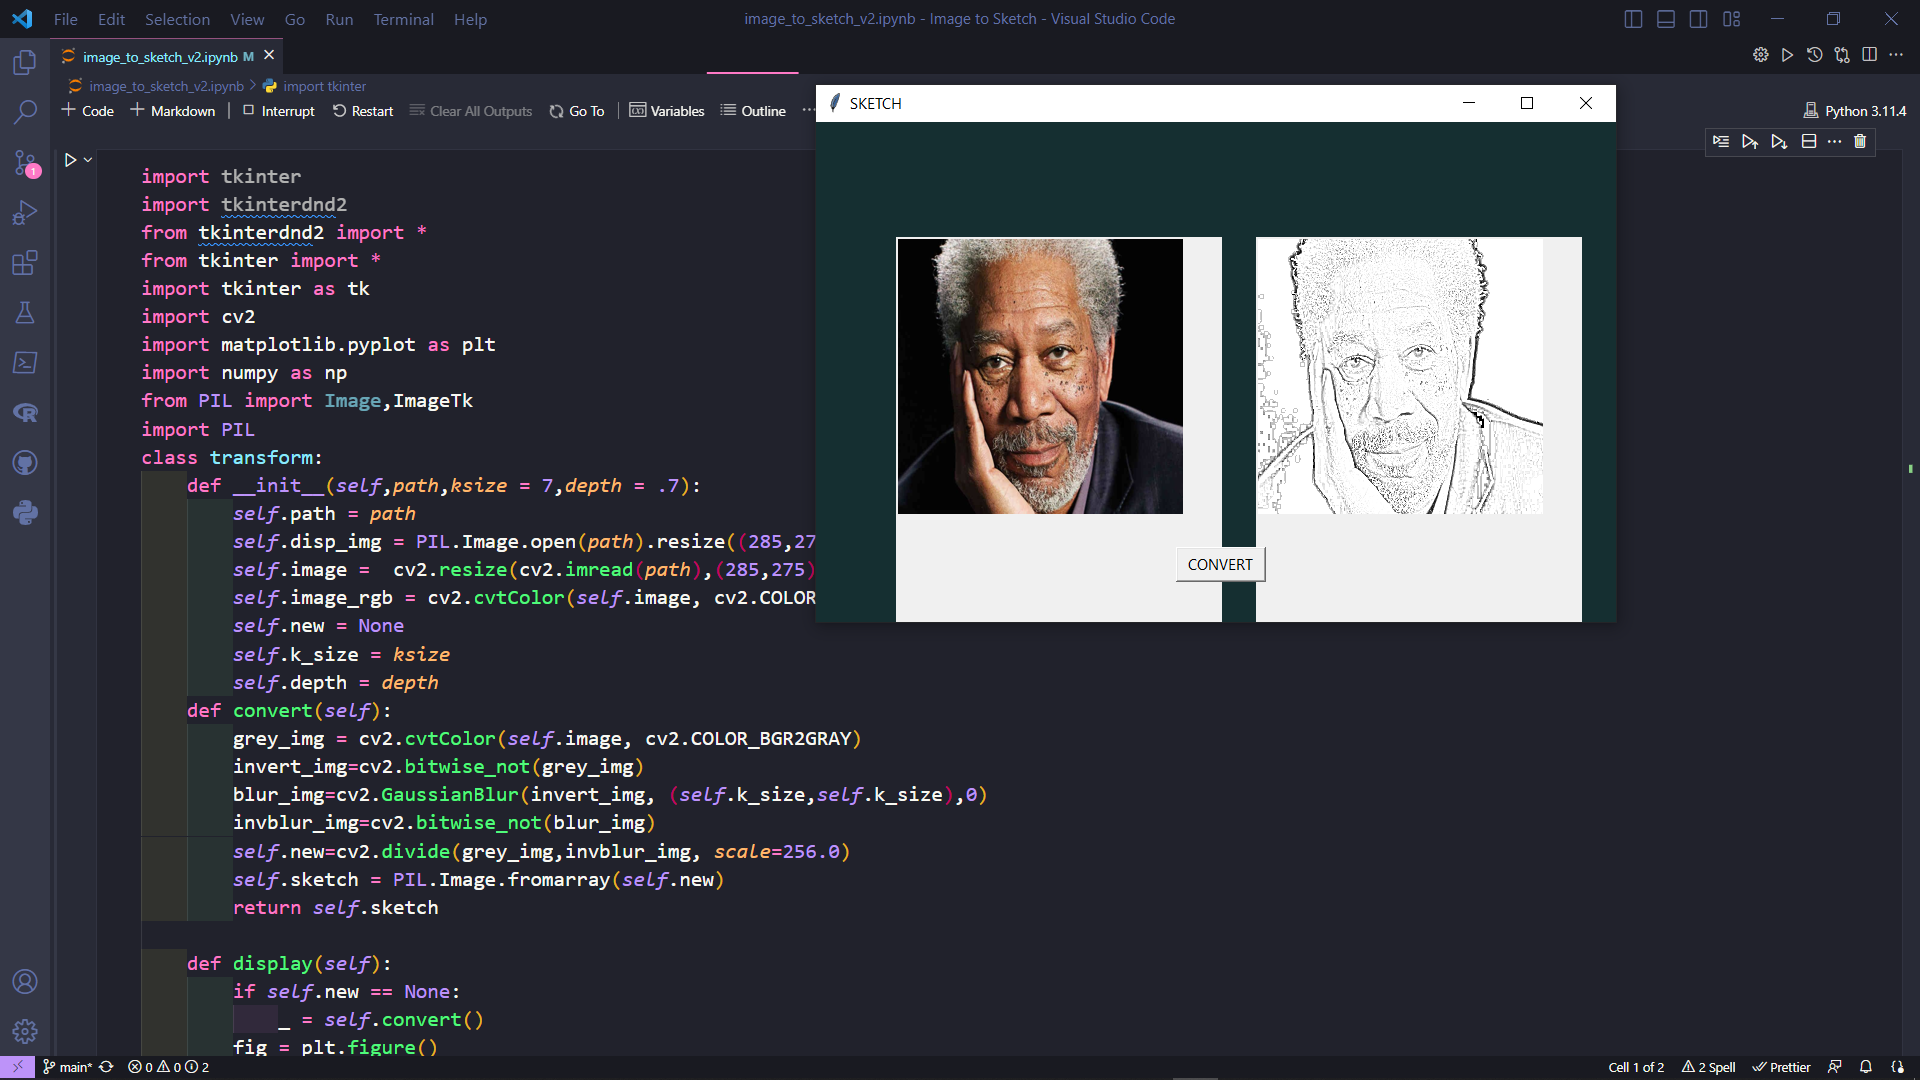 File Edit Selection View Go Run Terminal Help
image_to_sketch_v2.ipynb - Image to Sketch - Visual Studio Code
image_to_sketch_v2.ipynb M
image_to_sketch_v2.ipynb > import tkinter
+ Code + Markdown | Interrupt Restart Clear All Outputs Go To | Variables Outline ...
Python 3.11.4
SKETCH
1
import tkinter
import tkinterdnd2
from tkinterdnd2 import *
from tkinter import *
import tkinter as tk
import cv2
import matplotlib.pyplot as plt
import numpy as np
from PIL import Image,ImageTk
import PIL
class transform:
def __init__(self,path,ksize = 7,depth = .7):
self.path = path
self.disp_img = PIL.Image.open(path).resize((285,27
self.image =  cv2.resize(cv2.imread(path),(285,275)
self.image_rgb = cv2.cvtColor(self.image, cv2.COLOR
self.new = None
self.k_size = ksize
self.depth = depth
def convert(self):
grey_img = cv2.cvtColor(self.image, cv2.COLOR_BGR2GRAY)
invert_img=cv2.bitwise_not(grey_img)
blur_img=cv2.GaussianBlur(invert_img, (self.k_size,self.k_size),0)
invblur_img=cv2.bitwise_not(blur_img)
self.new=cv2.divide(grey_img,invblur_img, scale=256.0)
self.sketch = PIL.Image.fromarray(self.new)
return self.sketch
def display(self):
if self.new == None:
_ = self.convert()
fig = plt.figure()
CONVERT
main* 0 0 2
Cell 1 of 2 2 Spell Prettier